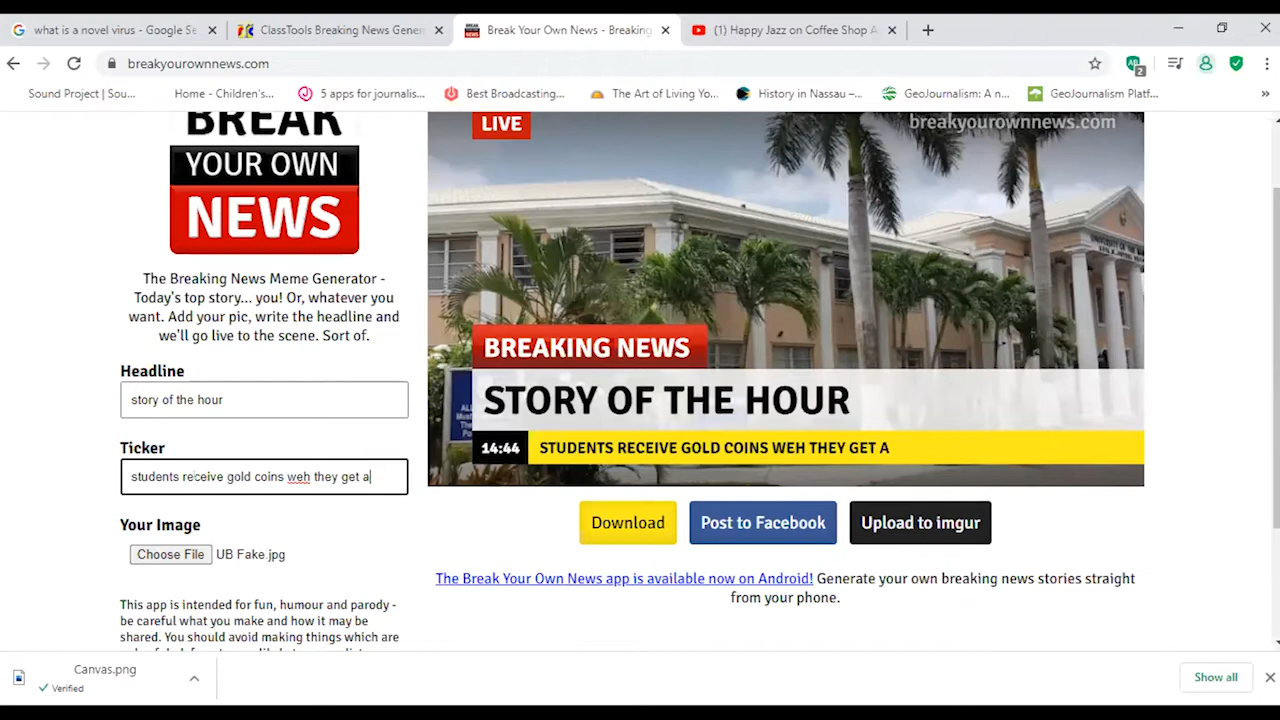 what is a novel virus - Google Se
ClassTools Breaking News Gener
Break Your Own News - Breaking
(1) Happy Jazz on Coffee Shop A
breakyourownnews.com
2
Sound Project | Sou...
Home - Children's...
5 apps for journalis...
Best Broadcasting...
The Art of Living Yo...
History in Nassau –...
GeoJournalism: A n...
GeoJournalism Platf...
BREAK
YOUR OWN
NEWS
The Breaking News Meme Generator -
Today's top story... you! Or, whatever you
want. Add your pic, write the headline and
we'll go live to the scene. Sort of.
Headline
story of the hour
Ticker
students receive gold coins weh they get a
Your Image
Choose File UB Fake.jpg
This app is intended for fun, humour and parody -
be careful what you make and how it may be
shared. You should avoid making things which are
LIVE
breakyourownnews.com
BREAKING NEWS
STORY OF THE HOUR
14:44 STUDENTS RECEIVE GOLD COINS WEH THEY GET A
Download
Post to Facebook
Upload to imgur
The Break Your Own News app is available now on Android! Generate your own breaking news stories straight
from your phone.
Canvas.png
Verified
Show all